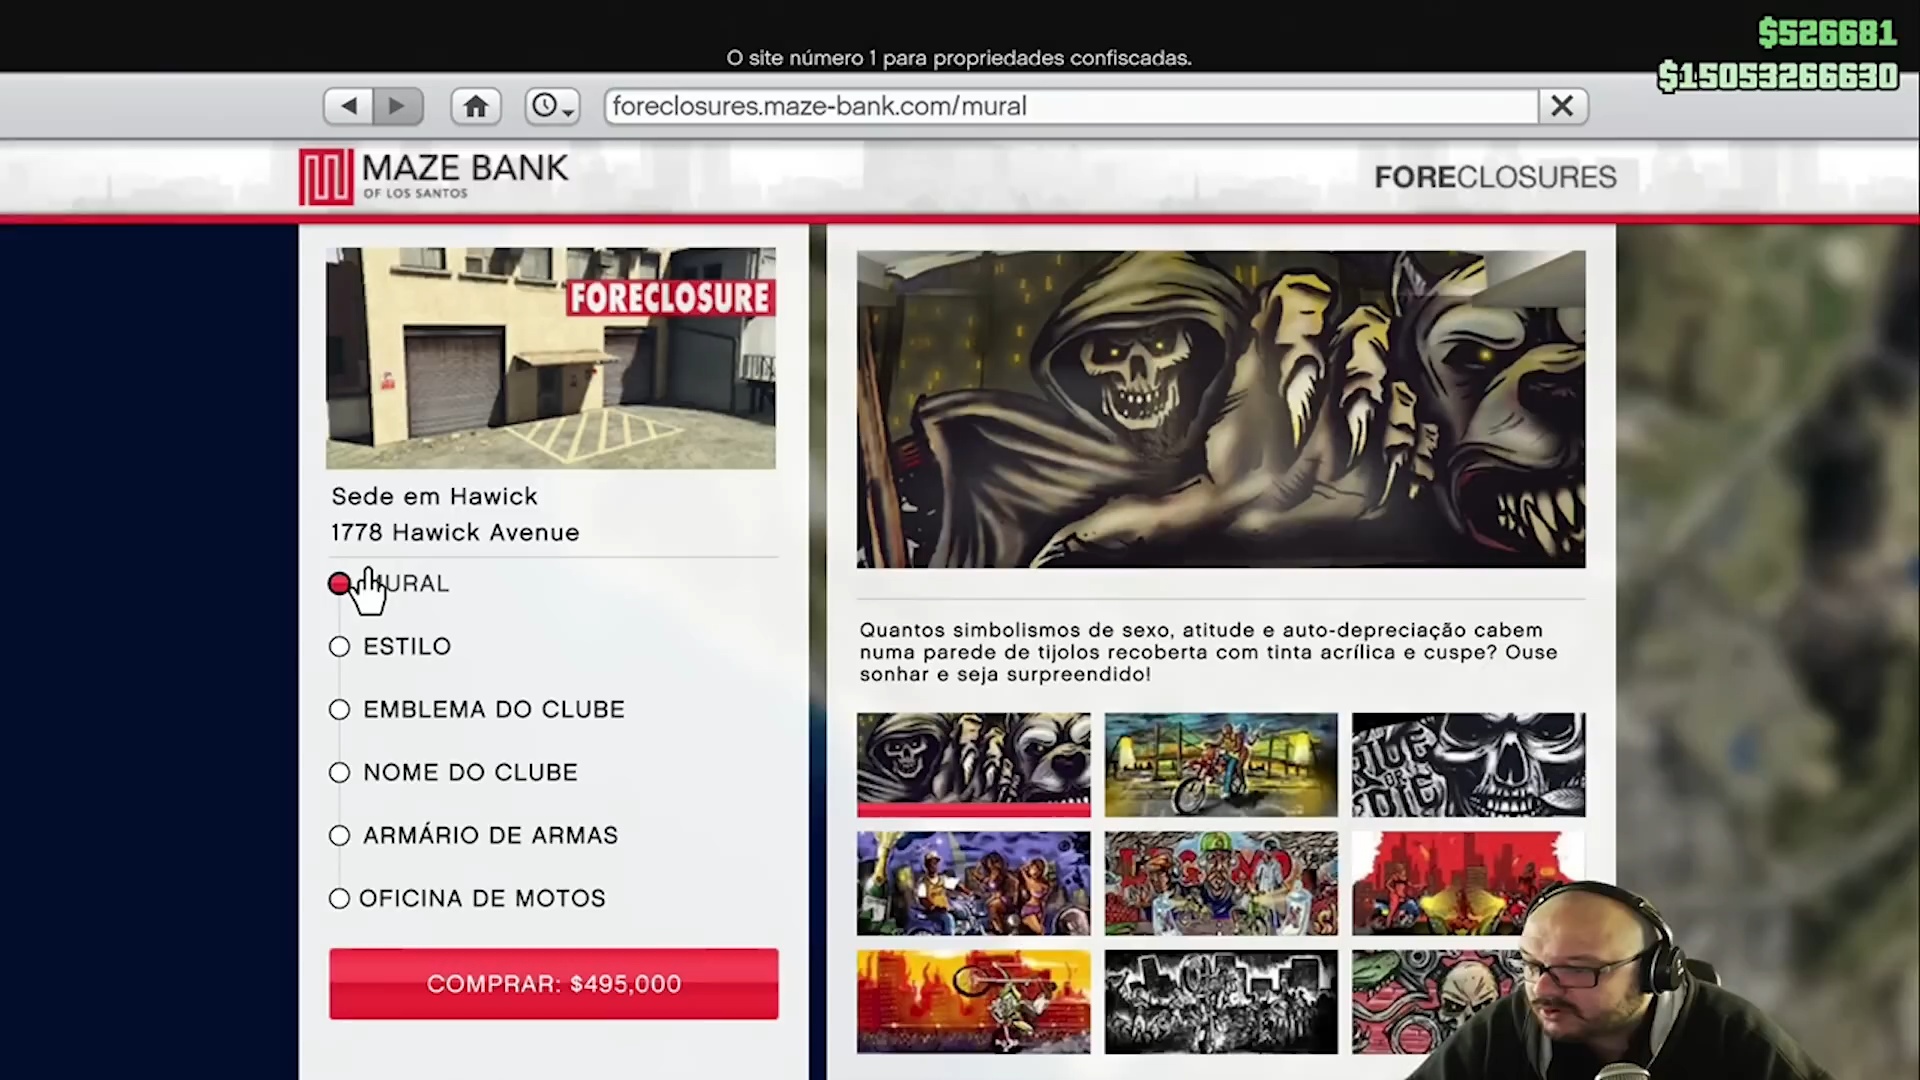 $526681
O site número 1 para propriedades confiscadas.
$15053266630
foreclosures.maze-bank.com/mural
MAZE BANK
OF LOS SANTOS
FORECLOSURES
FORECLOSURE
Sede em Hawick
1778 Hawick Avenue
MURAL
ESTILO
EMBLEMA DO CLUBE
NOME DO CLUBE
ARMÁRIO DE ARMAS
OFICINA DE MOTOS
COMPRAR: $495,000
Quantos simbolismos de sexo, atitude e auto-depreciação cabem
numa parede de tijolos recoberta com tinta acrílica e cuspe? Ouse
sonhar e seja surpreendido!
OR
DIE